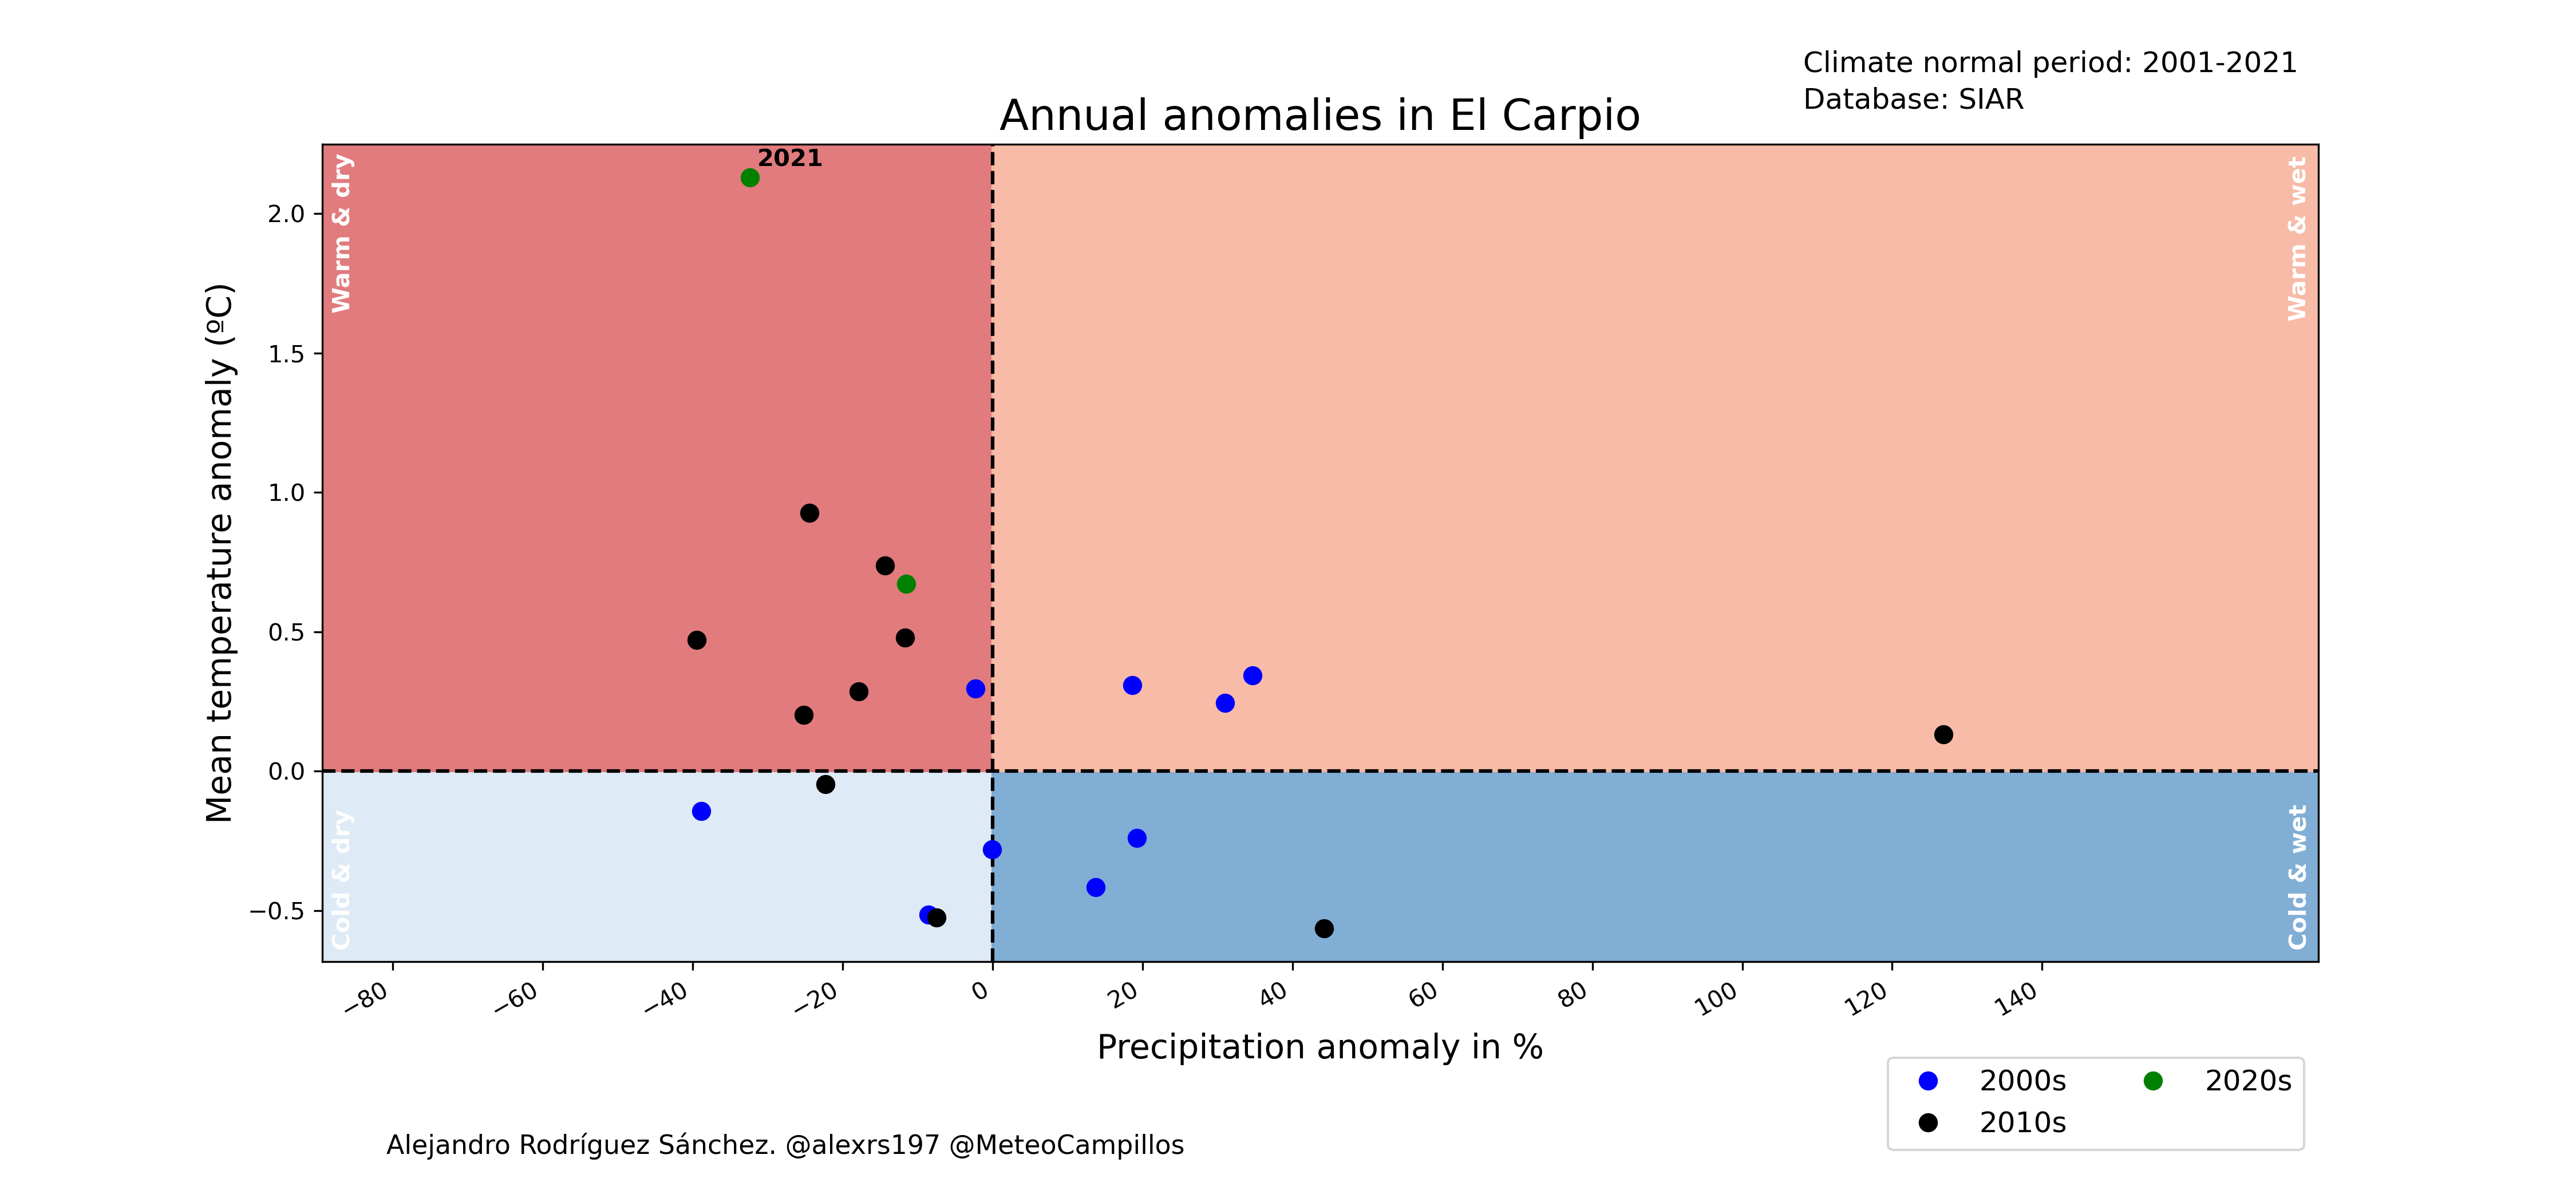 Climate normal period: 2001-2021
Database: SIAR
Annual anomalies in El Carpio
2021
Warm & dry
Warm & wet
Cold & dry
Cold & wet
Mean temperature anomaly (ºC)
2.0
1.5
1.0
0.5
0.0
−0.5
−80
−60
−40
−20
0
20
40
60
80
100
120
140
Precipitation anomaly in %
2000s
2010s
2020s
Alejandro Rodríguez Sánchez. @alexrs197 @MeteoCampillos